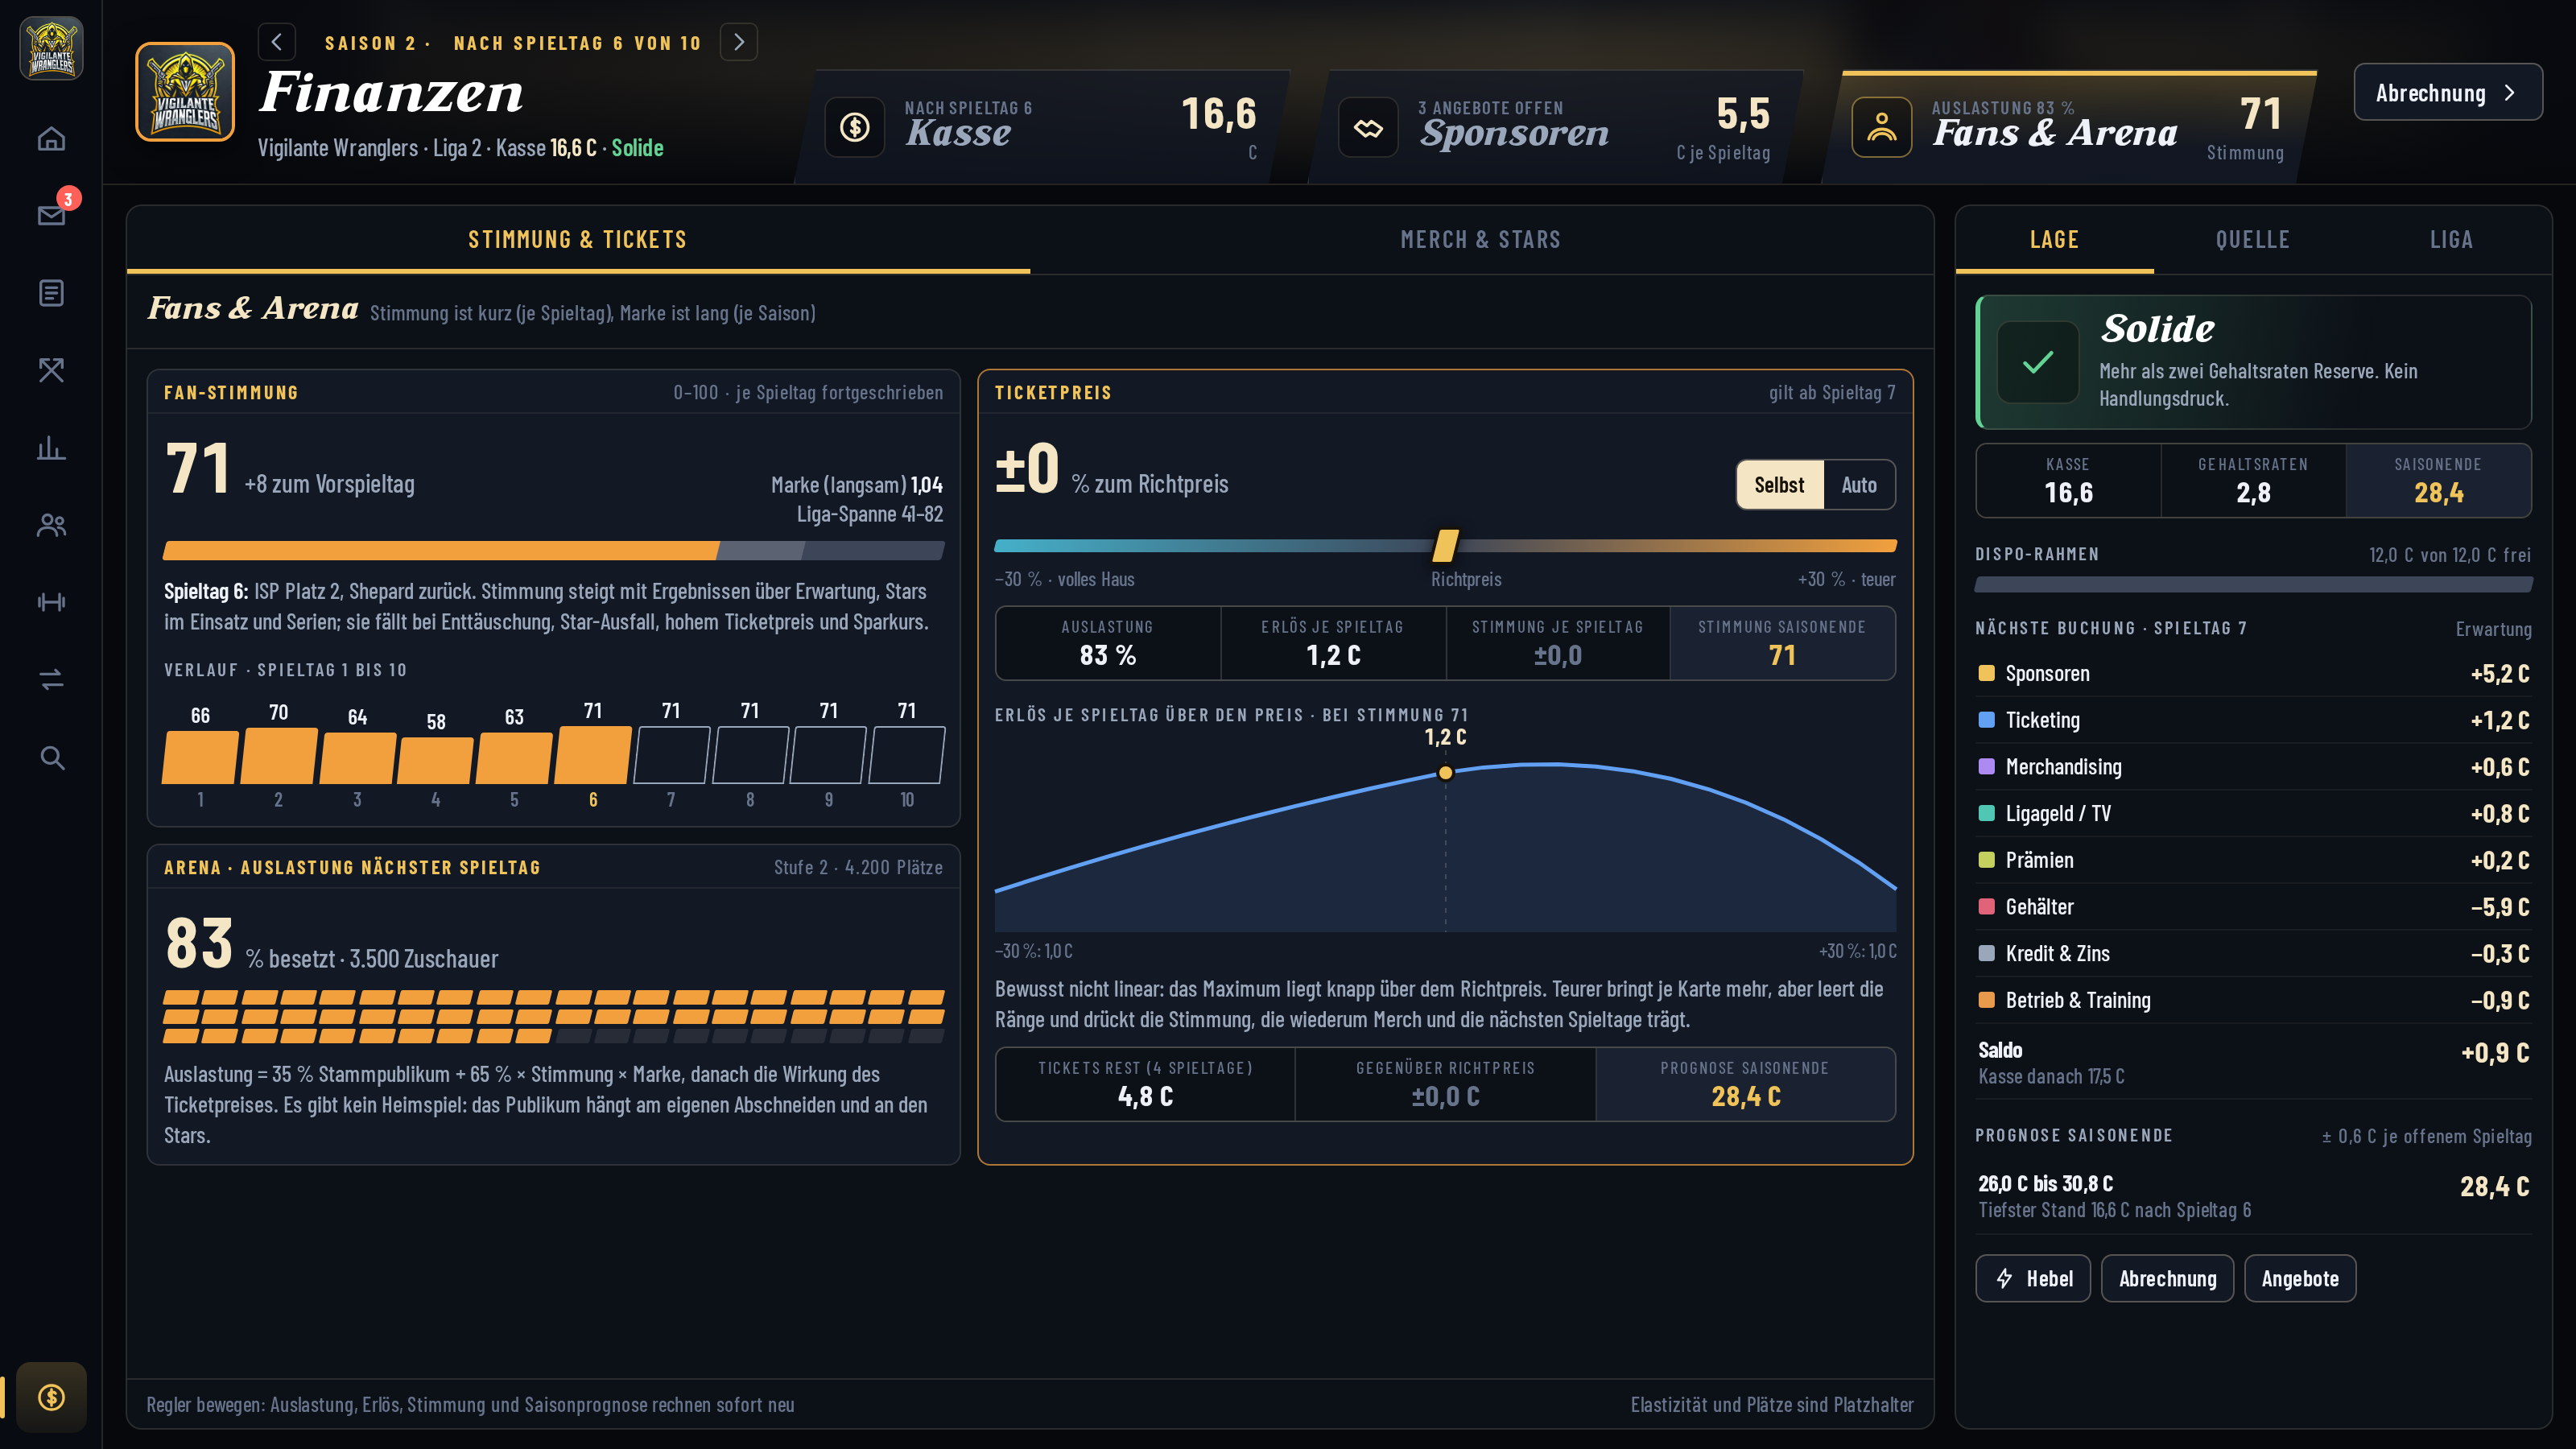 VIGILANTE
WRANGLERS
3
VIGILANTE
WRANGLERS
SAISON 2 · NACH SPIELTAG 6 VON 10
Finanzen
Vigilante Wranglers · Liga 2 · Kasse 16,6 C · Solide
NACH SPIELTAG 6
Kasse
16,6
C
3 ANGEBOTE OFFEN
Sponsoren
5,5
C je Spieltag
AUSLASTUNG 83 %
Fans & Arena
71
Stimmung
Abrechnung
STIMMUNG & TICKETS
MERCH & STARS
Fans & Arena Stimmung ist kurz (je Spieltag), Marke ist lang (je Saison)
FAN-STIMMUNG
0–100 · je Spieltag fortgeschrieben
71 +8 zum Vorspieltag
Marke (langsam) 1,04
Liga-Spanne 41–82
Spieltag 6: ISP Platz 2, Shepard zurück. Stimmung steigt mit Ergebnissen über Erwartung, Stars
im Einsatz und Serien; sie fällt bei Enttäuschung, Star-Ausfall, hohem Ticketpreis und Sparkurs.
VERLAUF · SPIELTAG 1 BIS 10
66 70 64 58 63 71 71 71 71 71
1 2 3 4 5 6 7 8 9 10
ARENA · AUSLASTUNG NÄCHSTER SPIELTAG
Stufe 2 · 4.200 Plätze
83 % besetzt · 3.500 Zuschauer
Auslastung = 35 % Stammpublikum + 65 % × Stimmung × Marke, danach die Wirkung des
Ticketpreises. Es gibt kein Heimspiel: das Publikum hängt am eigenen Abschneiden und an den
Stars.
TICKETPREIS
gilt ab Spieltag 7
±0 % zum Richtpreis
Selbst Auto
−30 % · volles Haus
Richtpreis
+30 % · teuer
AUSLASTUNG
83 %
ERLÖS JE SPIELTAG
1,2 C
STIMMUNG JE SPIELTAG
±0,0
STIMMUNG SAISONENDE
71
ERLÖS JE SPIELTAG ÜBER DEN PREIS · BEI STIMMUNG 71
1,2 C
−30 %: 1,0 C
+30 %: 1,0 C
Bewusst nicht linear: das Maximum liegt knapp über dem Richtpreis. Teurer bringt je Karte mehr, aber leert die
Ränge und drückt die Stimmung, die wiederum Merch und die nächsten Spieltage trägt.
TICKETS REST (4 SPIELTAGE)
4,8 C
GEGENÜBER RICHTPREIS
±0,0 C
PROGNOSE SAISONENDE
28,4 C
Regler bewegen: Auslastung, Erlös, Stimmung und Saisonprognose rechnen sofort neu
Elastizität und Plätze sind Platzhalter
LAGE
QUELLE
LIGA
Solide
Mehr als zwei Gehaltsraten Reserve. Kein
Handlungsdruck.
KASSE
16,6
GEHALTSRATEN
2,8
SAISONENDE
28,4
DISPO-RAHMEN
12,0 C von 12,0 C frei
NÄCHSTE BUCHUNG · SPIELTAG 7
Erwartung
Sponsoren +5,2 C
Ticketing +1,2 C
Merchandising +0,6 C
Ligageld / TV +0,8 C
Prämien +0,2 C
Gehälter −5,9 C
Kredit & Zins −0,3 C
Betrieb & Training −0,9 C
Saldo +0,9 C
Kasse danach 17,5 C
PROGNOSE SAISONENDE
± 0,6 C je offenem Spieltag
26,0 C bis 30,8 C 28,4 C
Tiefster Stand 16,6 C nach Spieltag 6
Hebel
Abrechnung
Angebote